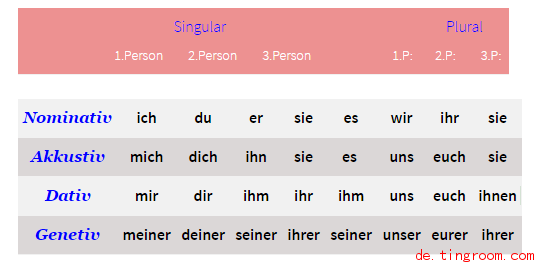 Singular Plural
1.Person 2.Person 3.Person 1.P: 2.P: 3.P:
Nominativ ich du er sie es wir ihr sie
Akkustiv mich dich ihn sie es uns euch sie
Dativ mir dir ihm ihr ihm uns euch ihnen
Genetiv meiner deiner seiner ihrer seiner unser eurer ihrer
de.tingroom.com